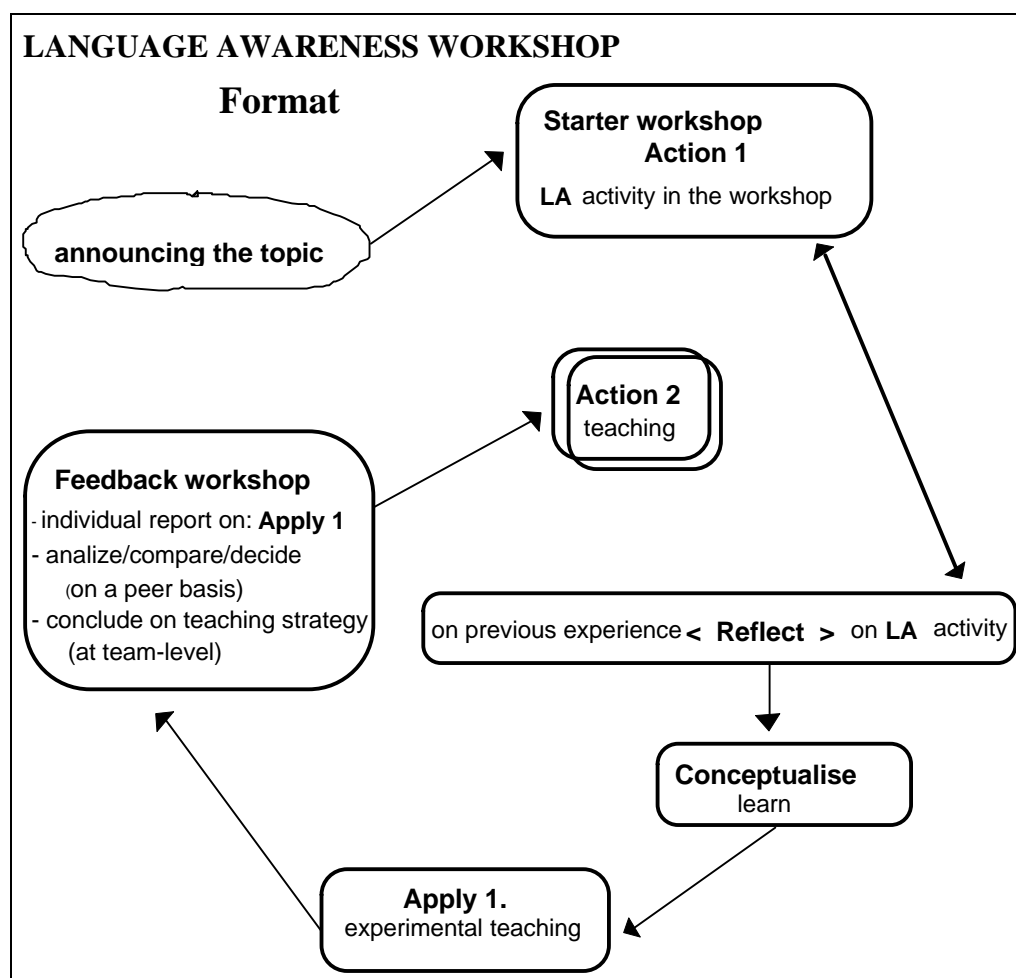 LANGUAGE AWARENESS WORKSHOP
Format
Starter workshop
Action 1
LA activity in the workshop
announcing the topic
Action 2
teaching
Feedback workshop
- individual report on: Apply 1
- analize/compare/decide
(on a peer basis)
- conclude on teaching strategy
(at team-level)
on previous experience < Reflect > on LA activity
Conceptualise
learn
Apply 1.
experimental teaching